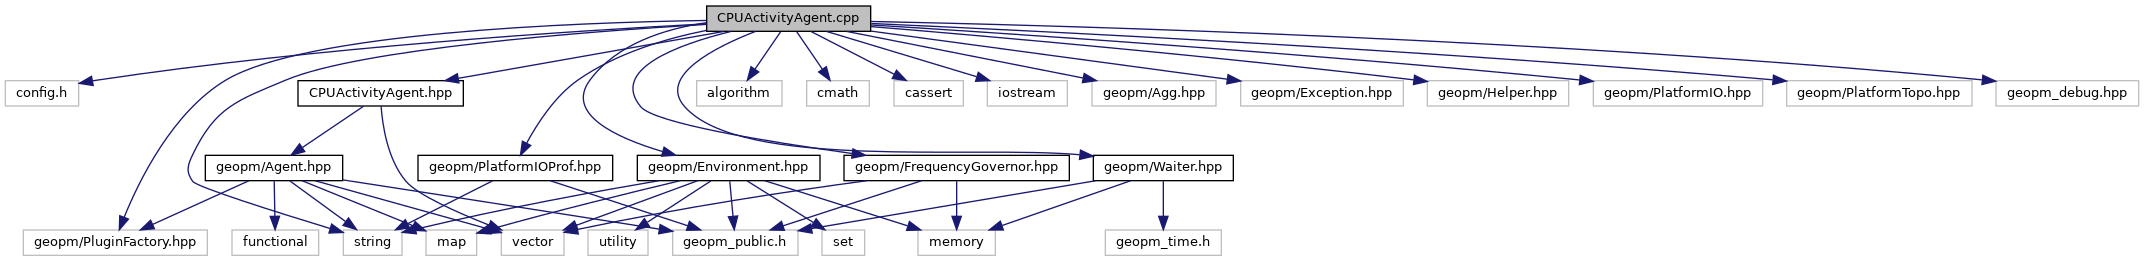 CPUActivityAgent.cpp
config.h
CPUActivityAgent.hpp
algorithm
cmath
cassert
iostream
geopm/Agg.hpp
geopm/Exception.hpp
geopm/Helper.hpp
geopm/PlatformIO.hpp
geopm/PlatformTopo.hpp
geopm_debug.hpp
geopm/Agent.hpp
geopm/PlatformIOProf.hpp
geopm/Environment.hpp
geopm/FrequencyGovernor.hpp
geopm/Waiter.hpp
geopm/PluginFactory.hpp
functional
string
map
vector
utility
geopm_public.h
set
memory
geopm_time.h